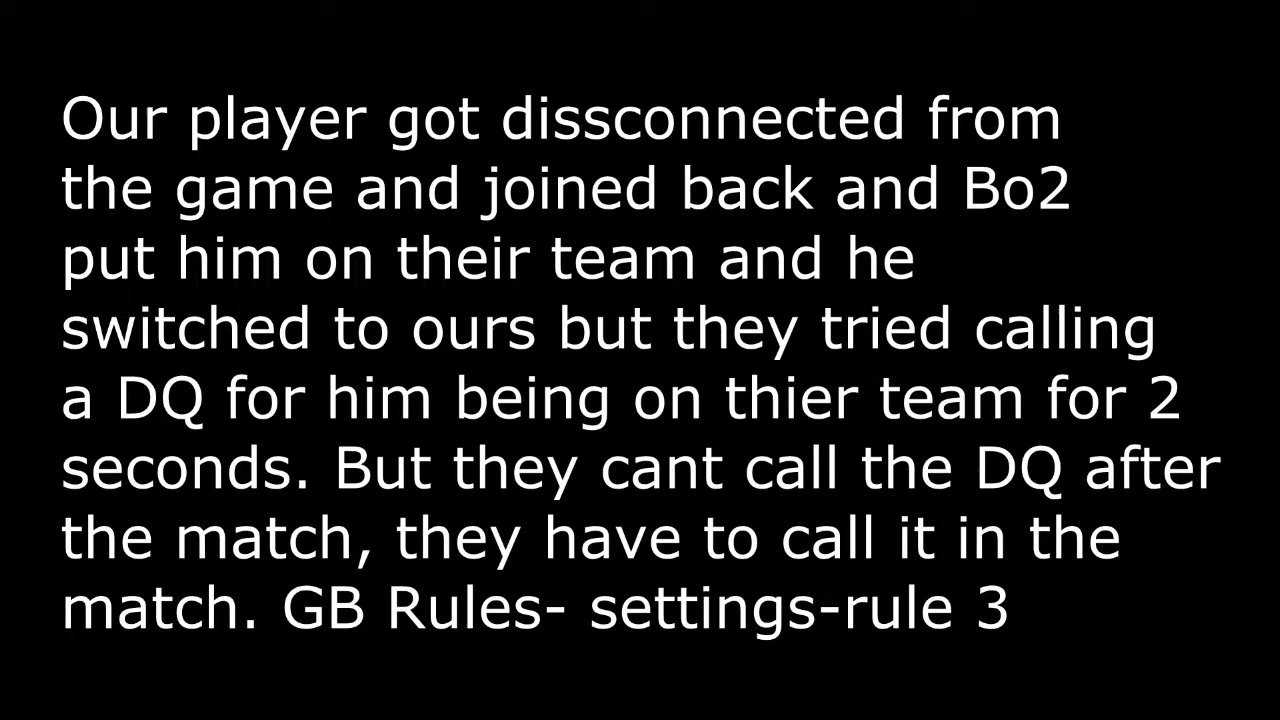 Our player got dissconnected from
the game and joined back and Bo2
put him on their team and he
switched to ours but they tried calling
a DQ for him being on thier team for 2
seconds. But they cant call the DQ after
the match, they have to call it in the
match. GB Rules- settings-rule 3